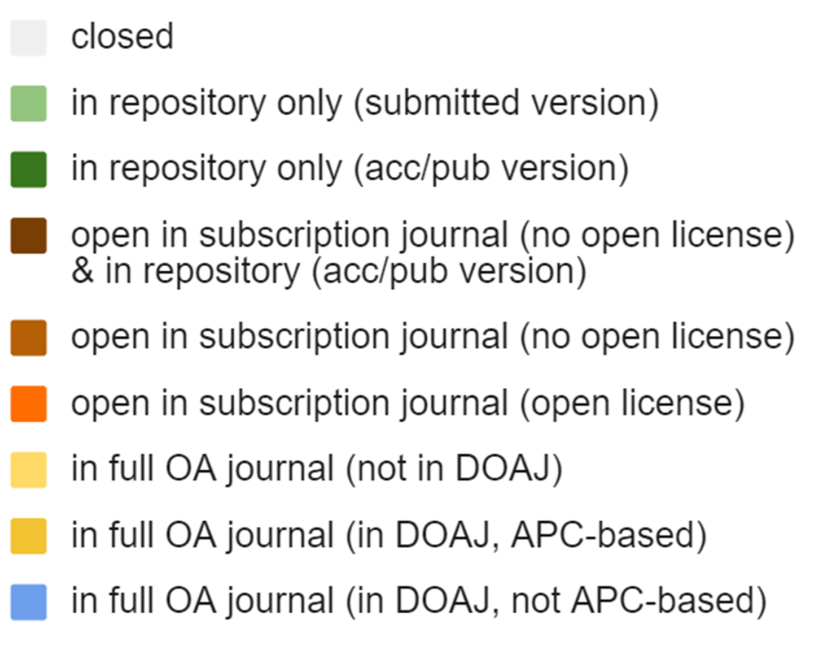 closed
in repository only (submitted version)
in repository only (acc/pub version)
open in subscription journal (no open license)
& in repository (acc/pub version)
open in subscription journal (no open license)
open in subscription journal (open license)
in full OA journal (not in DOAJ)
in full OA journal (in DOAJ, APC-based)
in full OA journal (in DOAJ, not APC-based)